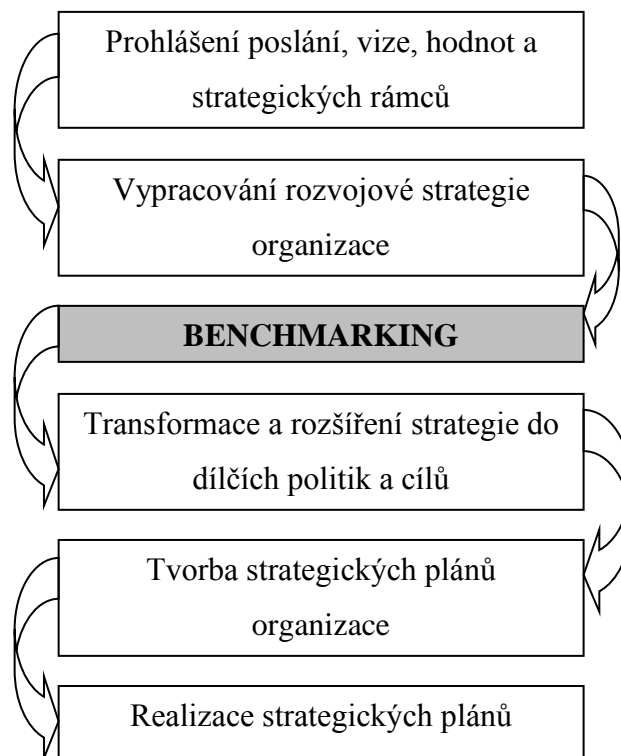 Prohlášení poslání, vize, hodnot a
strategických rámců
Vypracování rozvojové strategie
organizace
BENCHMARKING
Transformace a rozšíření strategie do
dílčích politik a cílů
Tvorba strategických plánů
organizace
Realizace strategických plánů